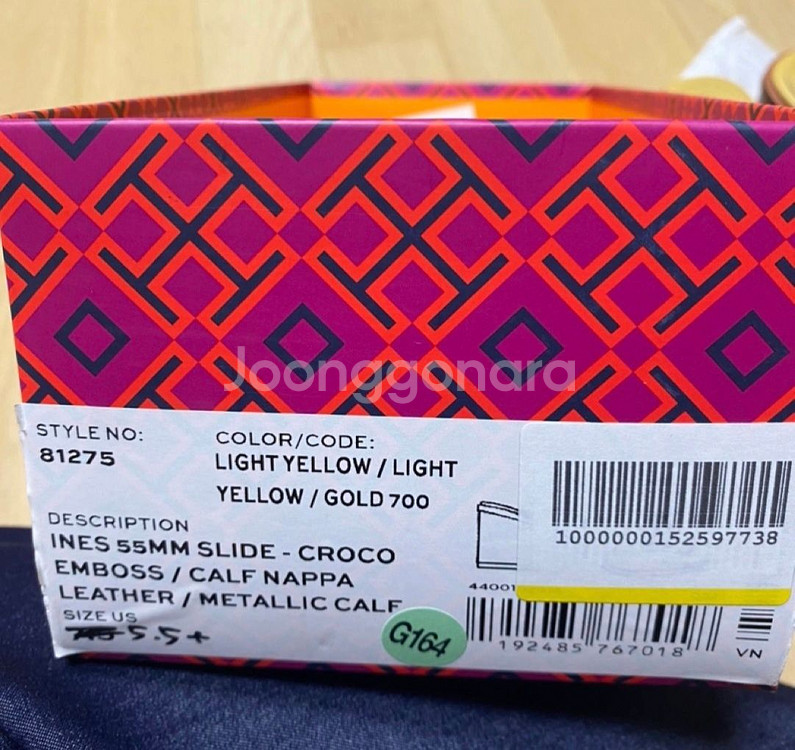 Joonggonara
STYLE NO:
81275
COLOR/CODE:
LIGHT YELLOW / LIGHT
YELLOW / GOLD 700
DESCRIPTION
INES 55MM SLIDE - CROCO
EMBOSS / CALF NAPPA
LEATHER / METALLIC CALF
SIZE US
5.5+
G164
1000000152597738
44001
192485 767018
VN